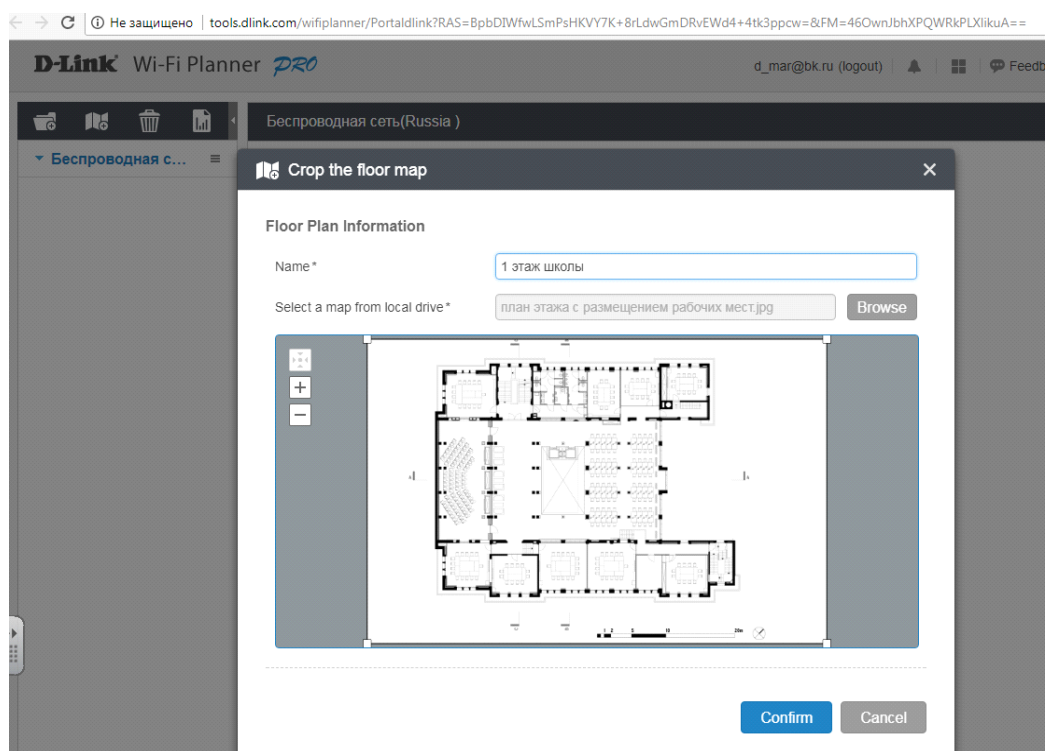 Не защищено | tools.dlink.com/wifiplanner/Portaldlink?RAS=BpbDIWfwLSmPsHKVY7K+8rLdwGmDRvEWd4+4tk3ppcw=&FM=46OwnJbhXPQWRkPLXlikuA==
D-Link Wi-Fi Planner PRO
d_mar@bk.ru (logout)
Feedb
Беспроводная сеть(Russia )
Беспроводная с...
Crop the floor map
Floor Plan Information
Name*
1 этаж школы
Select a map from local drive*
план этажа с размещением рабочих мест.jpg
Browse
Confirm
Cancel